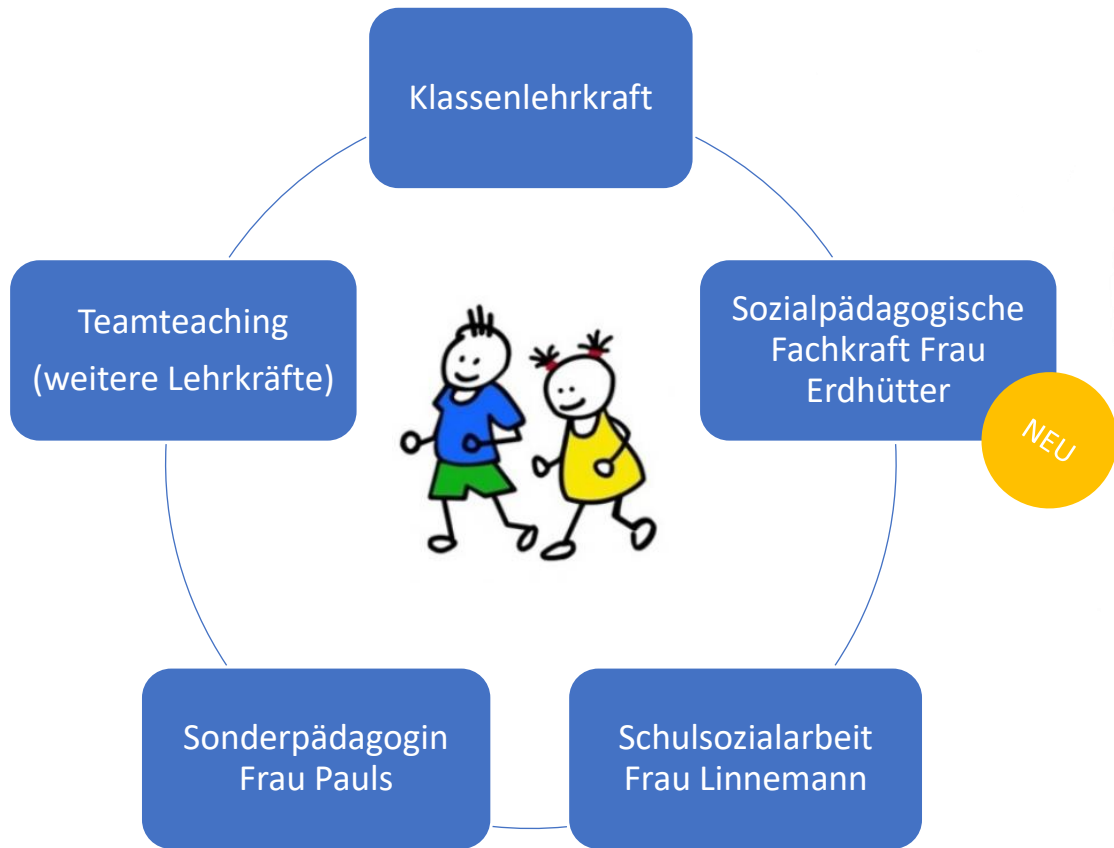 Klassenlehrkraft
Teamteaching
(weitere Lehrkräfte)
Sozialpädagogische
Fachkraft Frau
Erdhütter
NEU
Sonderpädagogin
Frau Pauls
Schulsozialarbeit
Frau Linnemann